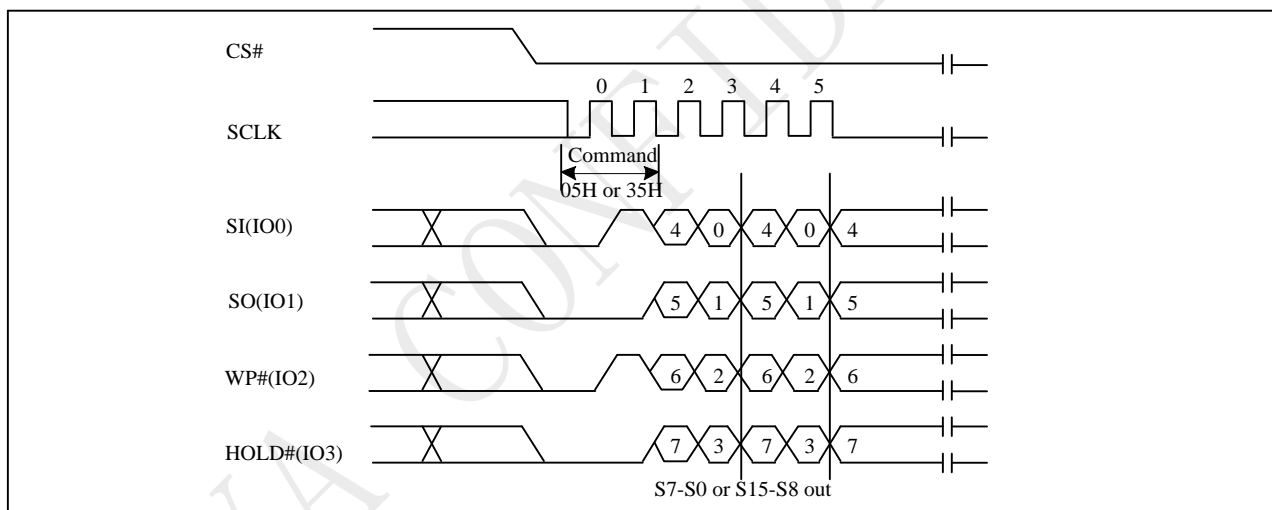 CS#
0 1 2 3 4 5
SCLK
Command
05H or 35H
SI(IO0) 4 0 4 0 4
SO(IO1) 5 1 5 1 5
WP#(IO2) 6 2 6 2 6
HOLD#(IO3) 7 3 7 3 7
S7-S0 or S15-S8 out